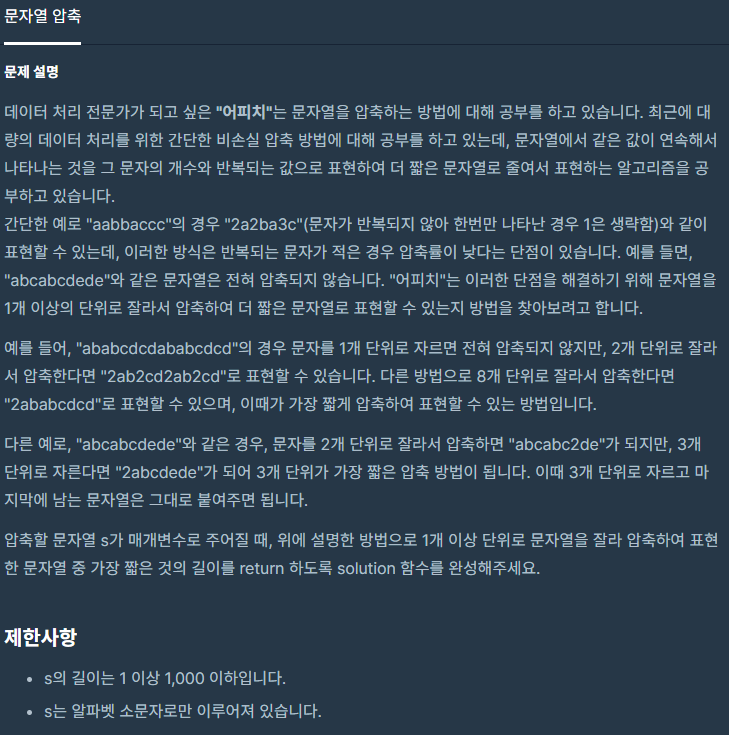 문자열 압축
문제 설명
데이터 처리 전문가가 되고 싶은 "어피치"는 문자열을 압축하는 방법에 대해 공부를 하고 있습니다. 최근에 대
량의 데이터 처리를 위한 간단한 비손실 압축 방법에 대해 공부를 하고 있는데, 문자열에서 같은 값이 연속해서
나타나는 것을 그 문자의 개수와 반복되는 값으로 표현하여 더 짧은 문자열로 줄여서 표현하는 알고리즘을 공
부하고 있습니다.
간단한 예로 "aabbaccc"의 경우 "2a2ba3c"(문자가 반복되지 않아 한번만 나타난 경우 1은 생략함)와 같이
표현할 수 있는데, 이러한 방식은 반복되는 문자가 적은 경우 압축률이 낮다는 단점이 있습니다. 예를 들면,
"abcabcdede"와 같은 문자열은 전혀 압축되지 않습니다. "어피치"는 이러한 단점을 해결하기 위해 문자열을
1개 이상의 단위로 잘라서 압축하여 더 짧은 문자열로 표현할 수 있는지 방법을 찾아보려고 합니다.
예를 들어, "ababcdcdababcdcd"의 경우 문자를 1개 단위로 자르면 전혀 압축되지 않지만, 2개 단위로 잘라
서 압축한다면 "2ab2cd2ab2cd"로 표현할 수 있습니다. 다른 방법으로 8개 단위로 잘라서 압축한다면
"2ababcdcd"로 표현할 수 있으며, 이때가 가장 짧게 압축하여 표현할 수 있는 방법입니다.
다른 예로, "abcabcdede"와 같은 경우, 문자를 2개 단위로 잘라서 압축하면 "abcabc2de"가 되지만, 3개
단위로 자른다면 "2abcdede"가 되어 3개 단위가 가장 짧은 압축 방법이 됩니다. 이때 3개 단위로 자르고 마
지막에 남는 문자열은 그대로 붙여주면 됩니다.
압축할 문자열 s가 매개변수로 주어질 때, 위에 설명한 방법으로 1개 이상 단위로 문자열을 잘라 압축하여 표현
한 문자열 중 가장 짧은 것의 길이를 return 하도록 solution 함수를 완성해주세요.
제한사항
• s의 길이는 1 이상 1,000 이하입니다.
• s는 알파벳 소문자로만 이루어져 있습니다.